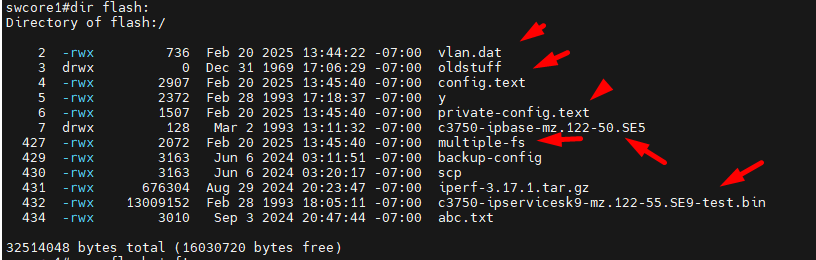 swcore1#dir flash:
Directory of flash:/
2 -rwx 736 Feb 20 2025 13:44:22 -07:00 vlan.dat
3 drwx 0 Dec 31 1969 17:06:29 -07:00 oldstuff
4 -rwx 2907 Feb 20 2025 13:45:40 -07:00 config.text
5 -rwx 2372 Feb 28 1993 17:18:37 -07:00 y
6 -rwx 1507 Feb 20 2025 13:45:40 -07:00 private-config.text
7 drwx 128 Mar 2 1993 13:11:32 -07:00 c3750-ipbase-mz.122-50.SE5
427 -rwx 2072 Feb 20 2025 13:45:40 -07:00 multiple-fs
429 -rwx 3163 Jun 6 2024 03:11:51 -07:00 backup-config
430 -rwx 3163 Jun 6 2024 03:20:17 -07:00 scp
431 -rwx 676304 Aug 29 2024 20:23:47 -07:00 iperf-3.17.1.tar.gz
432 -rwx 13009152 Feb 28 1993 18:05:11 -07:00 c3750-ipservicesk9-mz.122-55.SE9-test.bin
434 -rwx 3010 Sep 3 2024 20:47:44 -07:00 abc.txt
32514048 bytes total (16030720 bytes free)